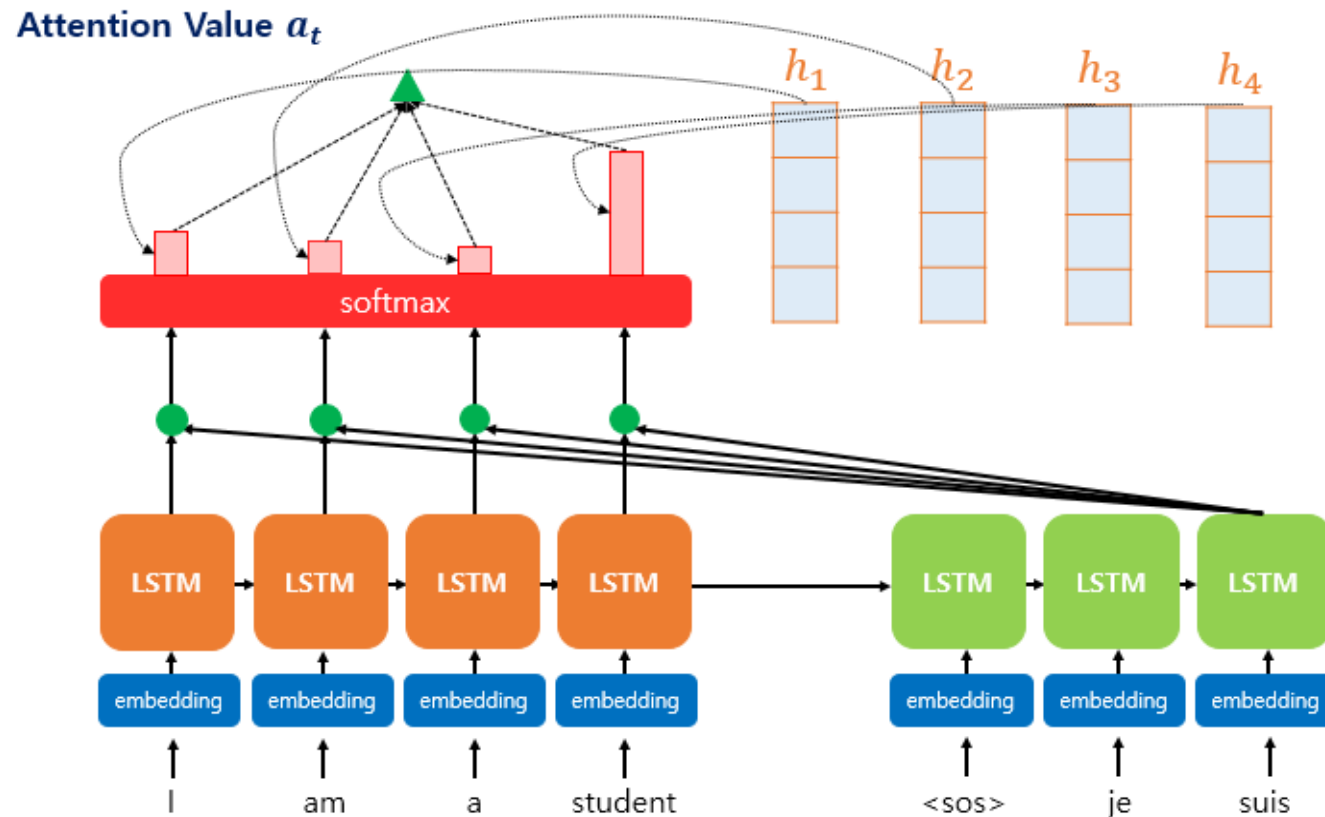 Attention Value a_t
h_1 h_2 h_3 h_4
softmax
LSTM LSTM LSTM LSTM LSTM LSTM LSTM
embedding embedding embedding embedding embedding embedding embedding
I am a student <sos> je suis